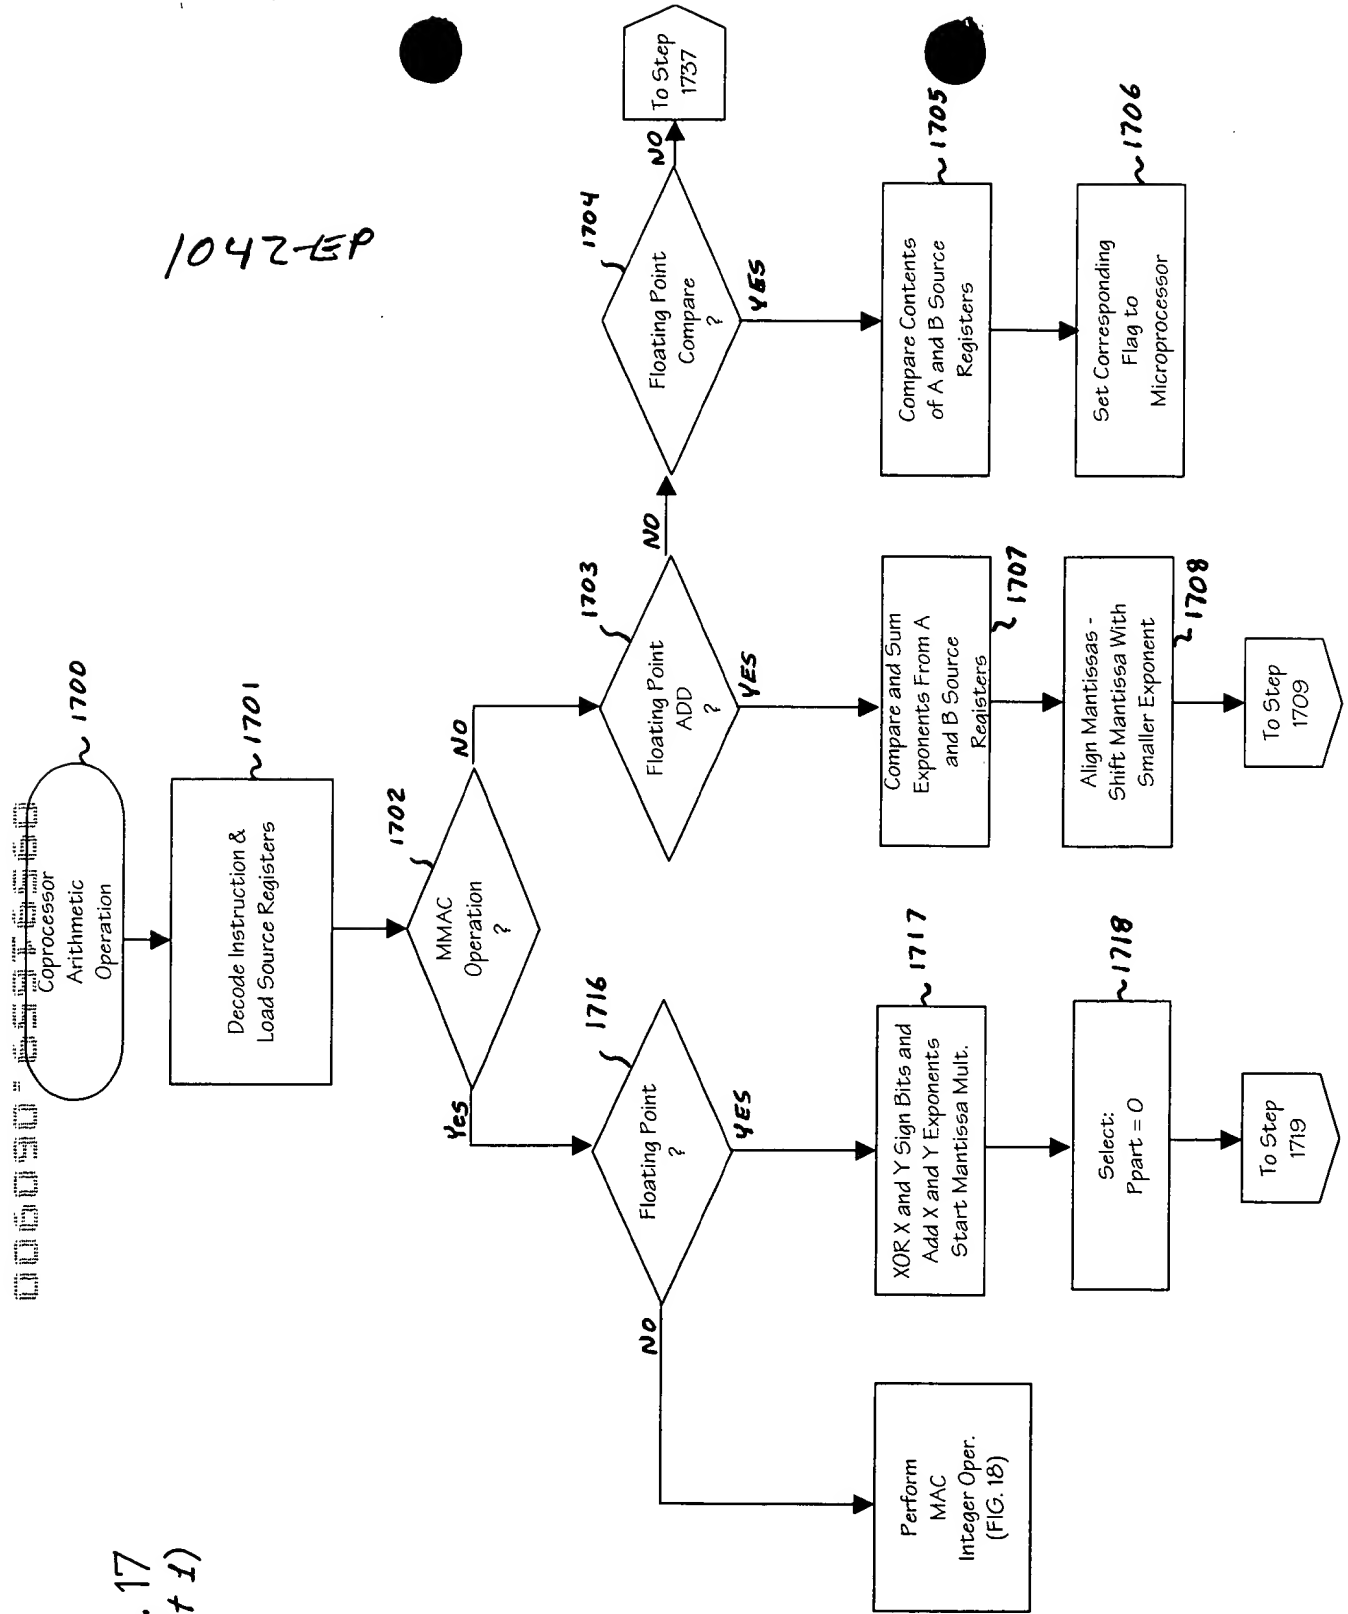 1042-EP
Coprocessor
Arithmetic
Operation
1700
Decode Instruction &
Load Source Registers
1701
MMAC
Operation
?
1702
Yes
NO
Floating Point
?
1716
NO
YES
Floating Point
ADD
?
1703
NO
YES
Floating Point
Compare
?
1704
NO
YES
To Step
1737
Perform
MAC
Integer Oper.
(FIG. 18)
XOR X and Y Sign Bits and
Add X and Y Exponents
Start Mantissa Mult.
1717
Compare and Sum
Exponents From A
and B Source
Registers
1707
Compare Contents
of A and B Source
Registers
1705
Select:
Ppart = 0
1718
Align Mantissas -
Shift Mantissa With
Smaller Exponent
1708
Set Corresponding
Flag to
Microprocessor
1706
To Step
1719
To Step
1709
. 17
t 1)